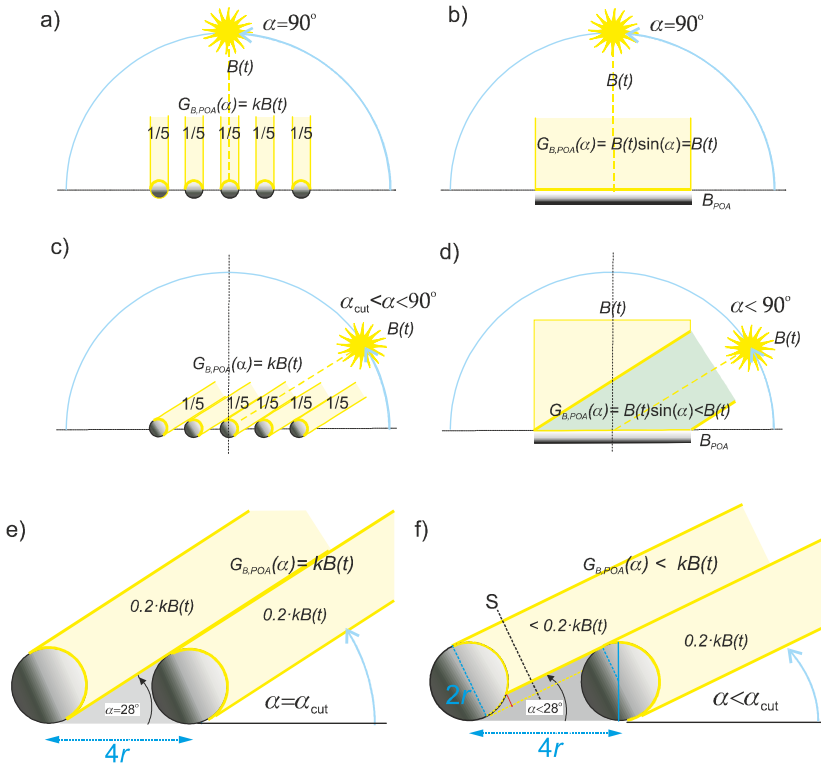 a)
α=90°
B(t)
G_B,POA(α)= kB(t)
1/5 1/5 1/5 1/5 1/5
b)
α=90°
B(t)
G_B,POA(α)= B(t)sin(α)=B(t)
B_POA
c)
α_cut<α<90°
B(t)
G_B,POA(α)= kB(t)
1/5 1/5 1/5 1/5 1/5
d)
B(t)
α< 90°
B(t)
G_B,POA(α)= B(t)sin(α)<B(t)
B_POA
e)
G_B,POA(α)= kB(t)
0.2·kB(t)
0.2·kB(t)
α=28°
α=α_cut
4r
f)
G_B,POA(α) < kB(t)
S
< 0.2·kB(t)
0.2·kB(t)
2r
α<28°
α<α_cut
4r